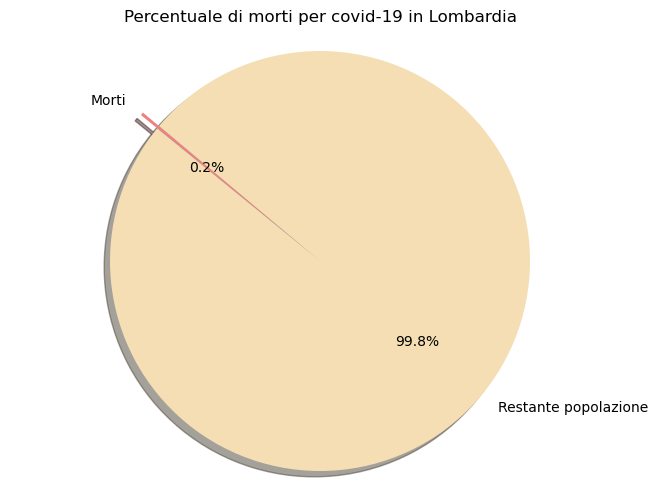 Percentuale di morti per covid-19 in Lombardia
Morti
0.2%
99.8%
Restante popolazione